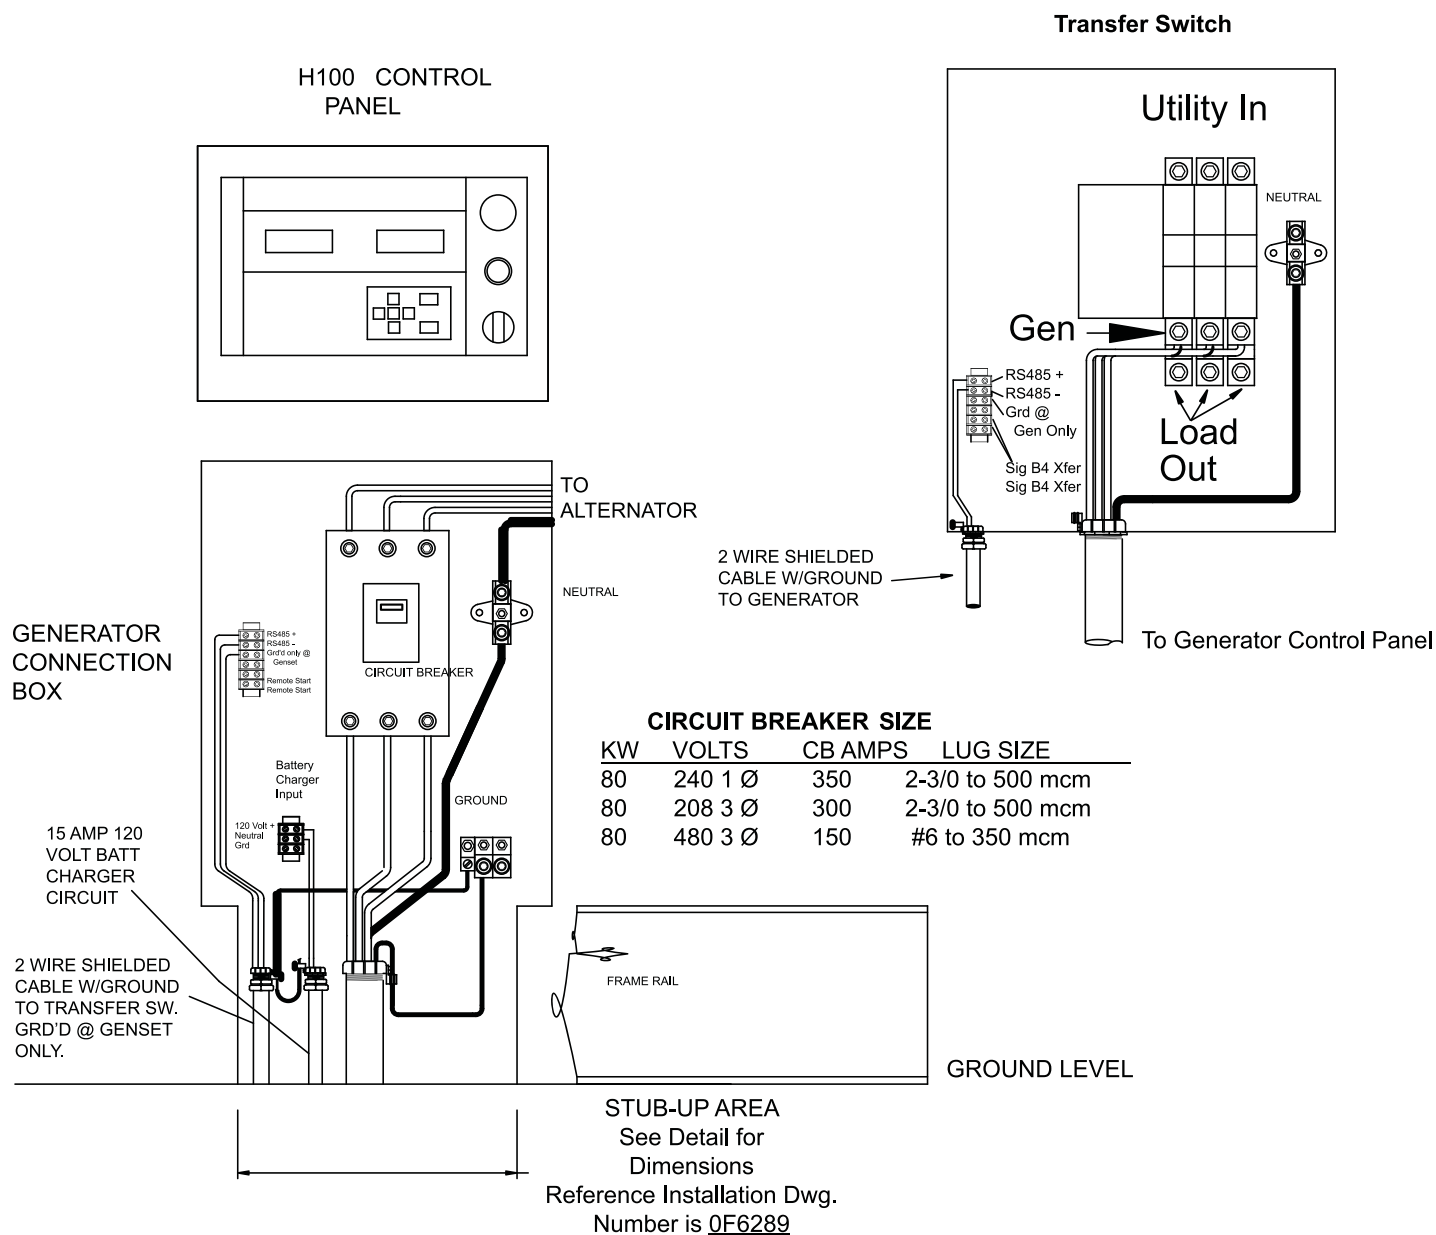 Transfer Switch
H100 CONTROL
PANEL
Utility In
NEUTRAL
Gen
RS485 +
RS485 -
Grd @
Gen Only
Sig B4 Xfer
Sig B4 Xfer
Load
Out
2 WIRE SHIELDED
CABLE W/GROUND
TO GENERATOR
To Generator Control Panel
TO
ALTERNATOR
NEUTRAL
GENERATOR
CONNECTION
BOX
RS485 +
RS485 -
Grd'd only @
Genset
Remote Start
Remote Start
CIRCUIT BREAKER
Battery
Charger
Input
120 Volt +
Neutral
Grd
GROUND
15 AMP 120
VOLT BATT
CHARGER
CIRCUIT
2 WIRE SHIELDED
CABLE W/GROUND
TO TRANSFER SW.
GRD'D @ GENSET
ONLY.
CIRCUIT BREAKER SIZE
KW VOLTS CB AMPS LUG SIZE
80 240 1 Ø 350 2-3/0 to 500 mcm
80 208 3 Ø 300 2-3/0 to 500 mcm
80 480 3 Ø 150 #6 to 350 mcm
FRAME RAIL
GROUND LEVEL
STUB-UP AREA
See Detail for
Dimensions
Reference Installation Dwg.
Number is 0F6289